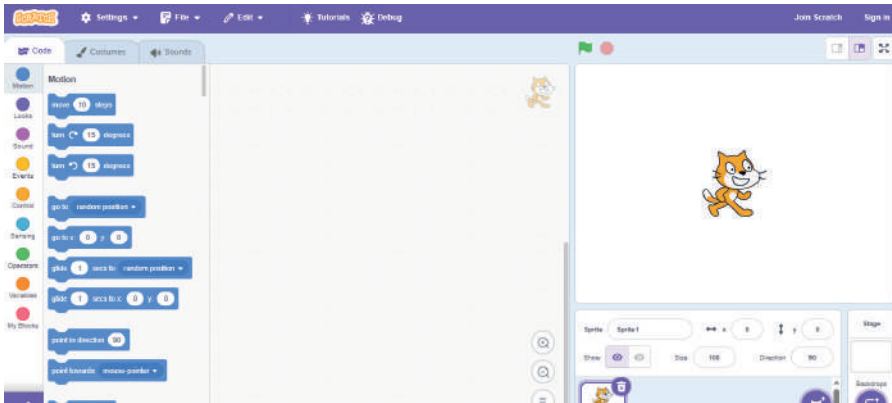 SCRATCH Settings File Edit Tutorials Debug Join Scratch Sign in
Code Costumes Sounds
Motion
Looks
Sound
Events
Control
Sensing
Operators
Variables
My Blocks
Motion
move 10 steps
turn 15 degrees
turn 15 degrees
go to random position
go to x: 0 y: 0
glide 1 secs to random position
glide 1 secs to x: 0 y: 0
point in direction 90
point towards mouse-pointer
Sprite Sprite1 x 0 y 0
Show Size 100 Direction 90
Stage
Backdrops